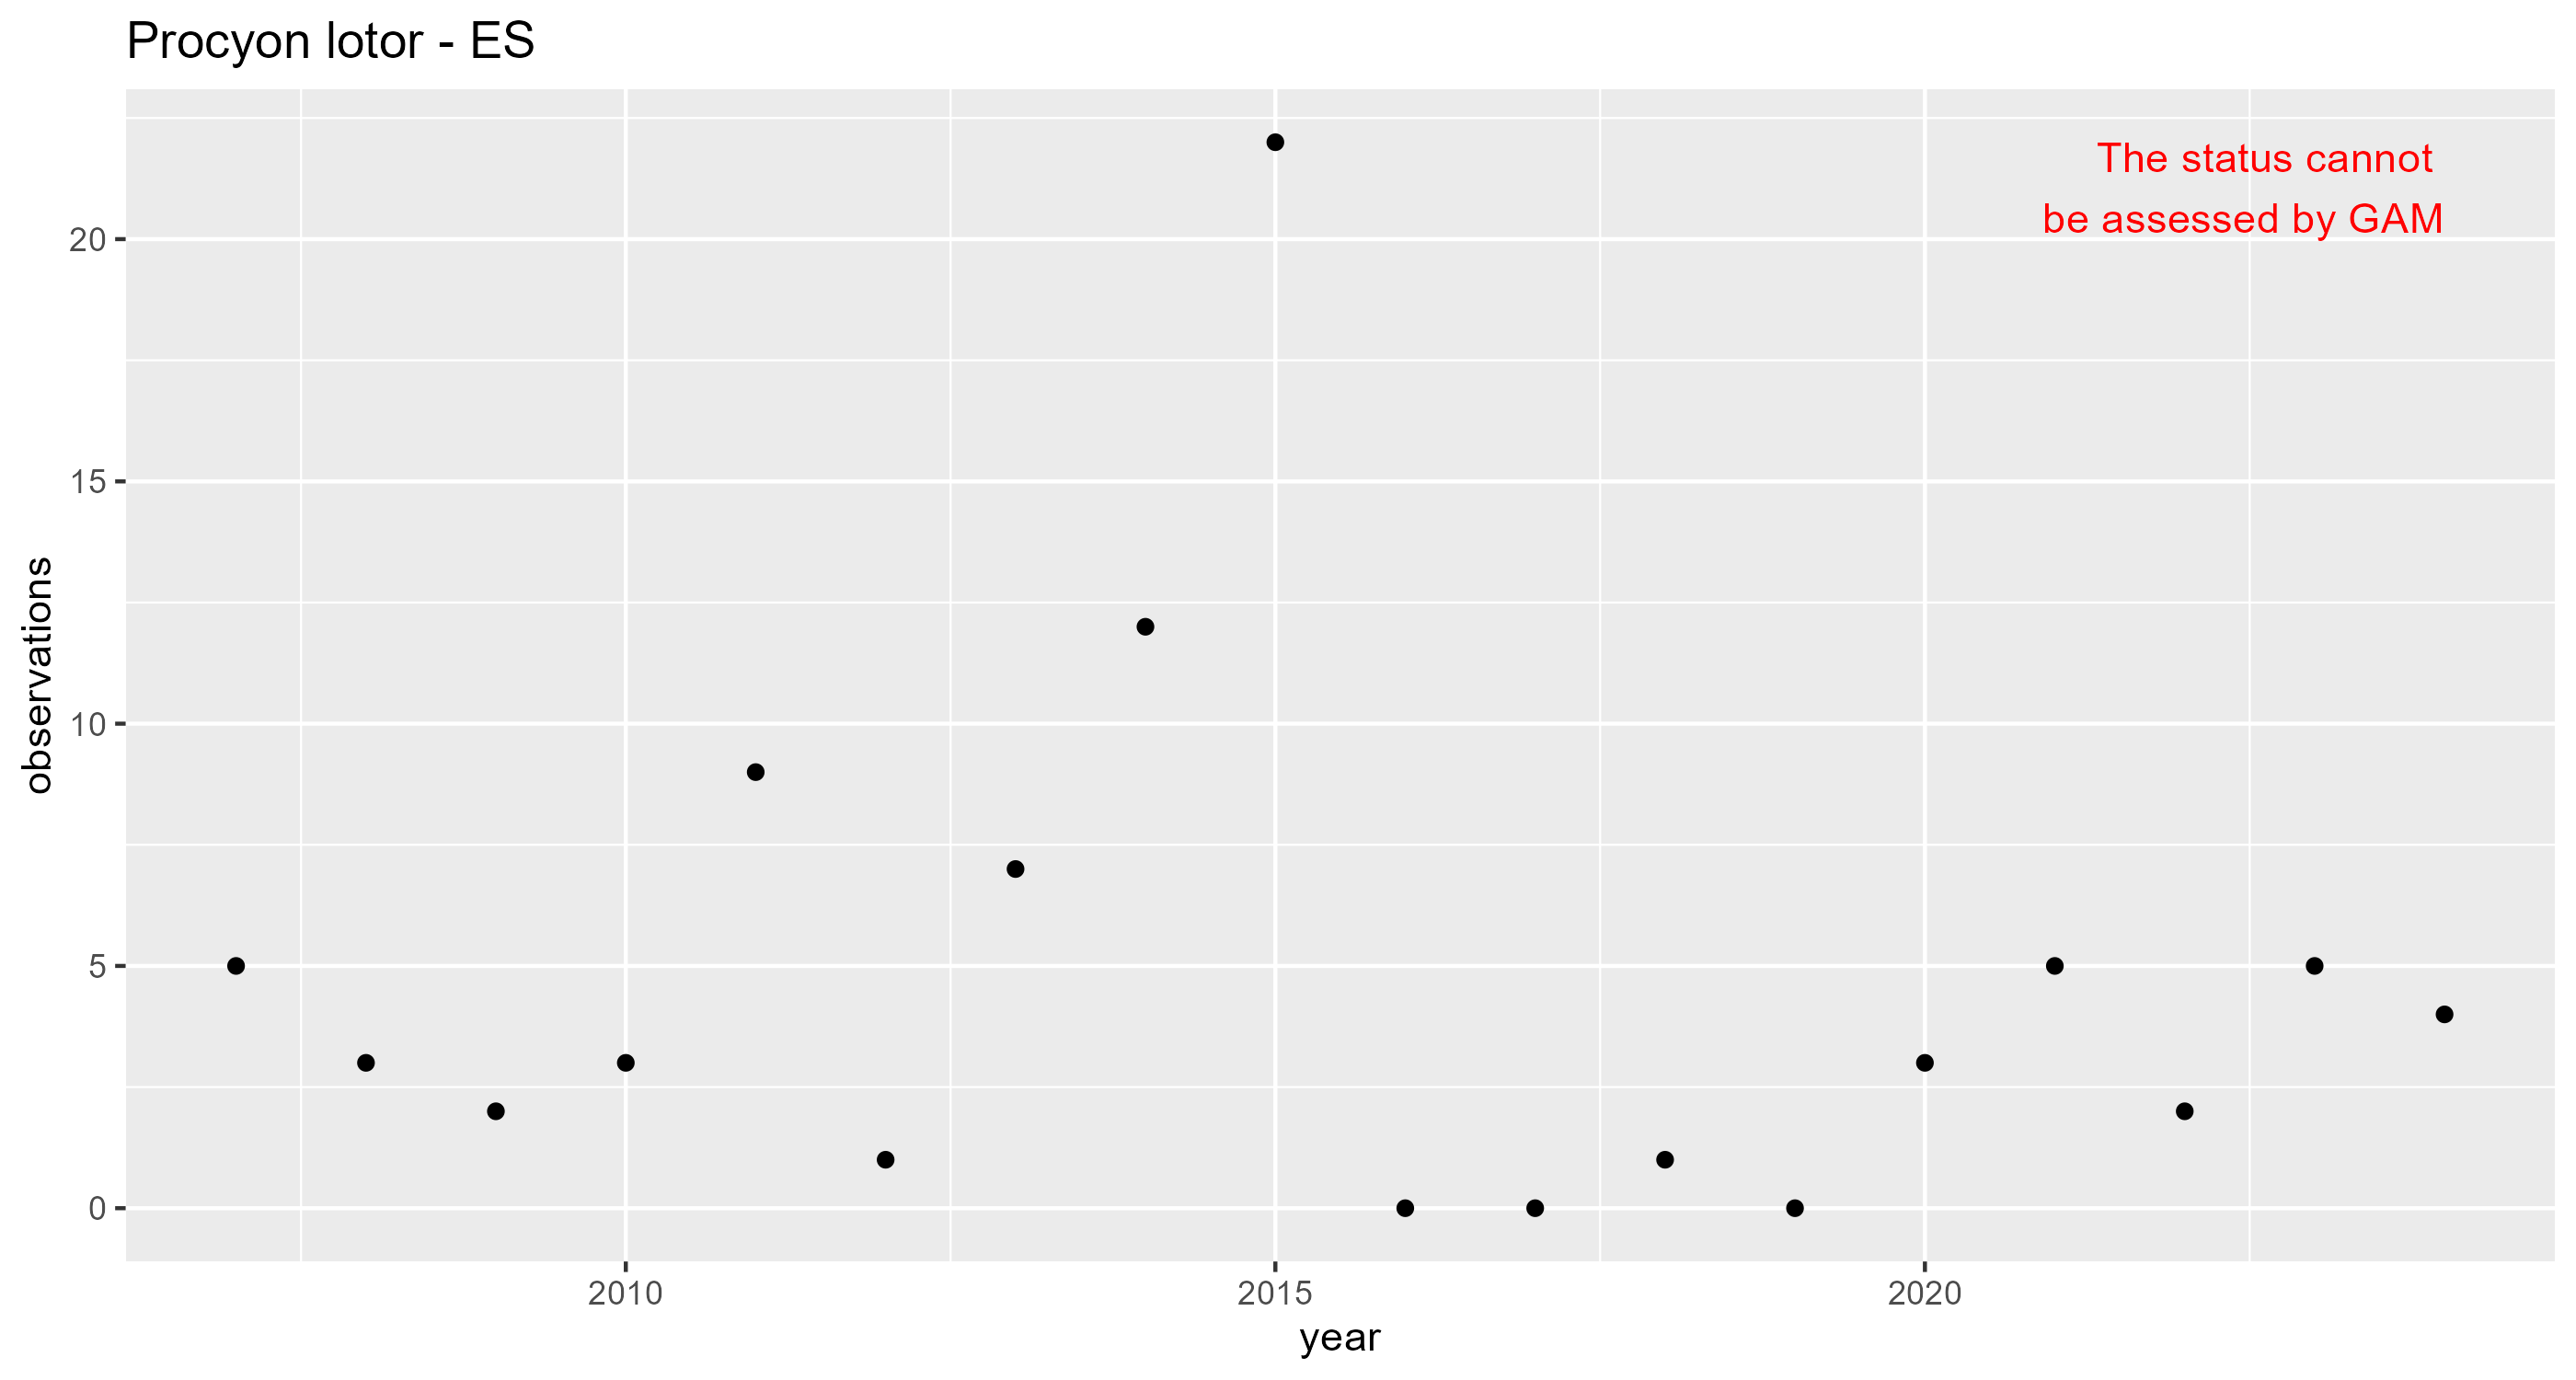 Procyon lotor - ES
The status cannot
be assessed by GAM
20
15
10
5
0
observations
2010
2015
2020
year